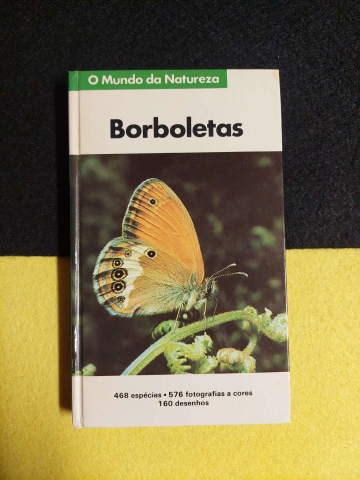 O Mundo da Natureza
Borboletas
468 espécies • 576 fotografias a cores
160 desenhos